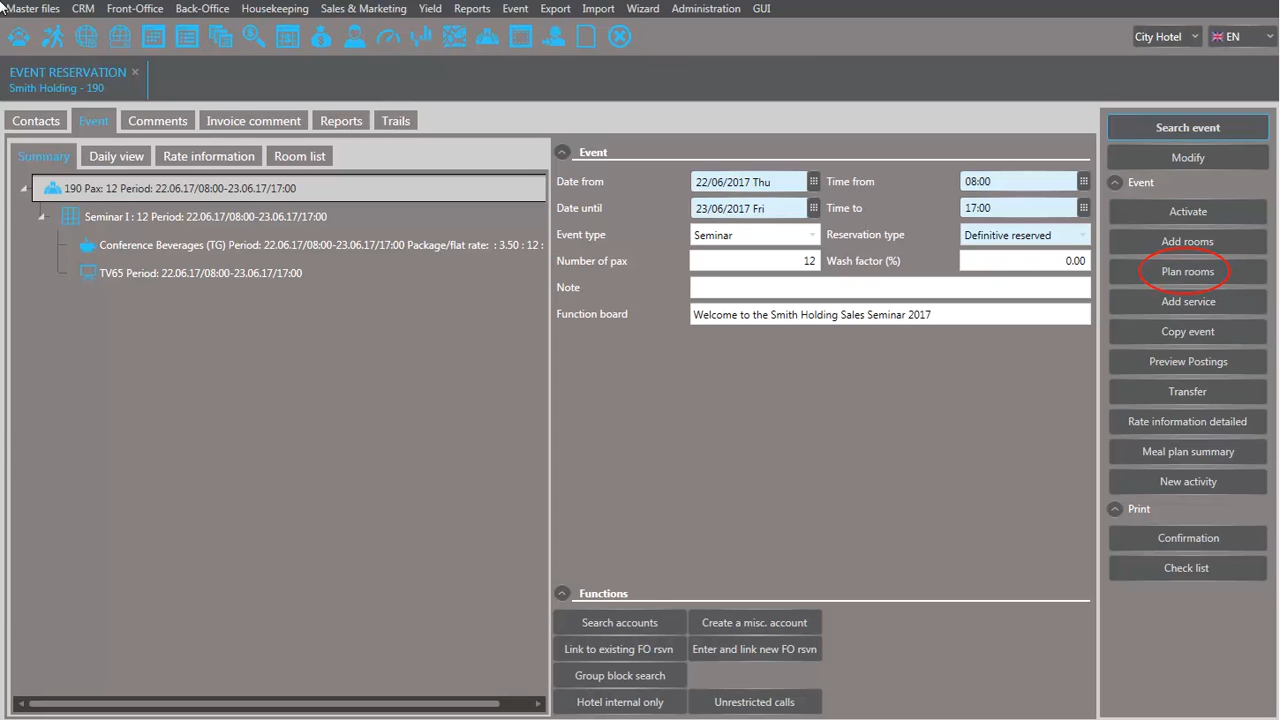 Master files CRM Front-Office Back-Office Housekeeping Sales & Marketing Yield Reports Event Export Import Wizard Administration GUI
City Hotel EN
EVENT RESERVATION ×
Smith Holding - 190
Contacts Event Comments Invoice comment Reports Trails
Summary Daily view Rate information Room list
190 Pax: 12 Period: 22.06.17/08:00-23.06.17/17:00
Seminar I : 12 Period: 22.06.17/08:00-23.06.17/17:00
Conference Beverages (TG) Period: 22.06.17/08:00-23.06.17/17:00 Package/flat rate: : 3.50 : 12 :
TV65 Period: 22.06.17/08:00-23.06.17/17:00
Event
Date from 22/06/2017 Thu Time from 08:00
Date until 23/06/2017 Fri Time to 17:00
Event type Seminar Reservation type Definitive reserved
Number of pax 12 Wash factor (%) 0.00
Note
Function board Welcome to the Smith Holding Sales Seminar 2017
Functions
Search accounts Create a misc. account
Link to existing FO rsvn Enter and link new FO rsvn
Group block search
Hotel internal only Unrestricted calls
Search event
Modify
Event
Activate
Add rooms
Plan rooms
Add service
Copy event
Preview Postings
Transfer
Rate information detailed
Meal plan summary
New activity
Print
Confirmation
Check list